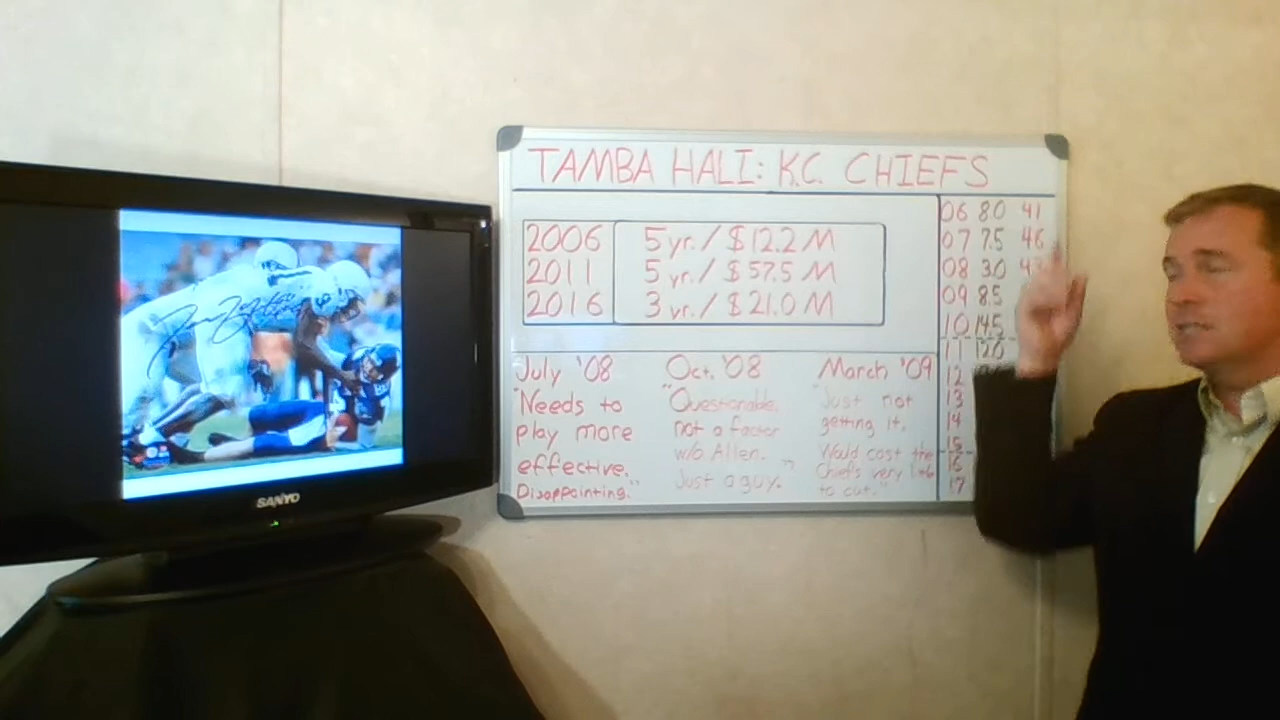 TAMBA HALI: K.C. CHIEFS
2006 5 yr. / $12.2 M
2011 5 yr. / $57.5 M
2016 3 yr. / $21.0 M
06 8.0 41
07 7.5 46
08 3.0
09 8.5
10 14.5
11 12.0
12
13
14
15
16
17
July '08
"Needs to
play more
effective.
Disappointing."
Oct. '08
"Questionable,
not a factor
w/o Allen.
Just a guy."
March '09
"Just not
getting it.
Would cost the
Chiefs very little
to cut."
SANYO